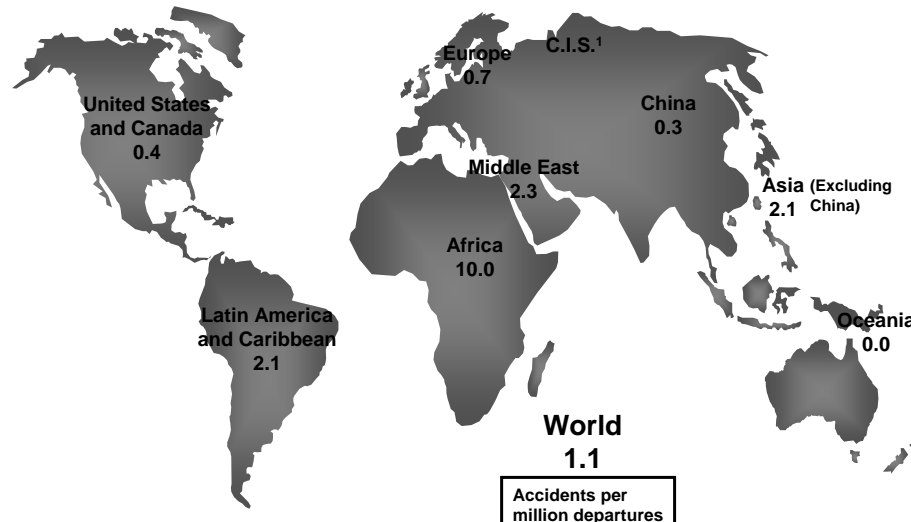 C.I.S.¹
Europe
0.7
United States
and Canada
0.4
China
0.3
Middle East
2.3
Asia (Excluding
China)
2.1
Africa
10.0
Latin America
and Caribbean
2.1
Oceania
0.0
World
1.1
Accidents per
million departures